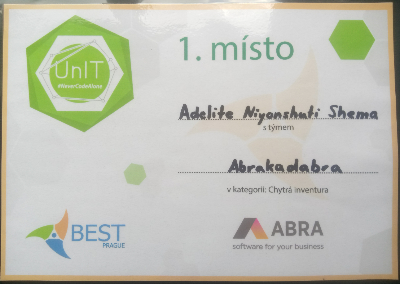 UnIT
#NeverCodeAlone
1. místo
Adelite Niyonshuti Shema
s týmem
Abrakadabra
v kategorii: Chytrá inventura
BEST
PRAGUE
ABRA
software for your business